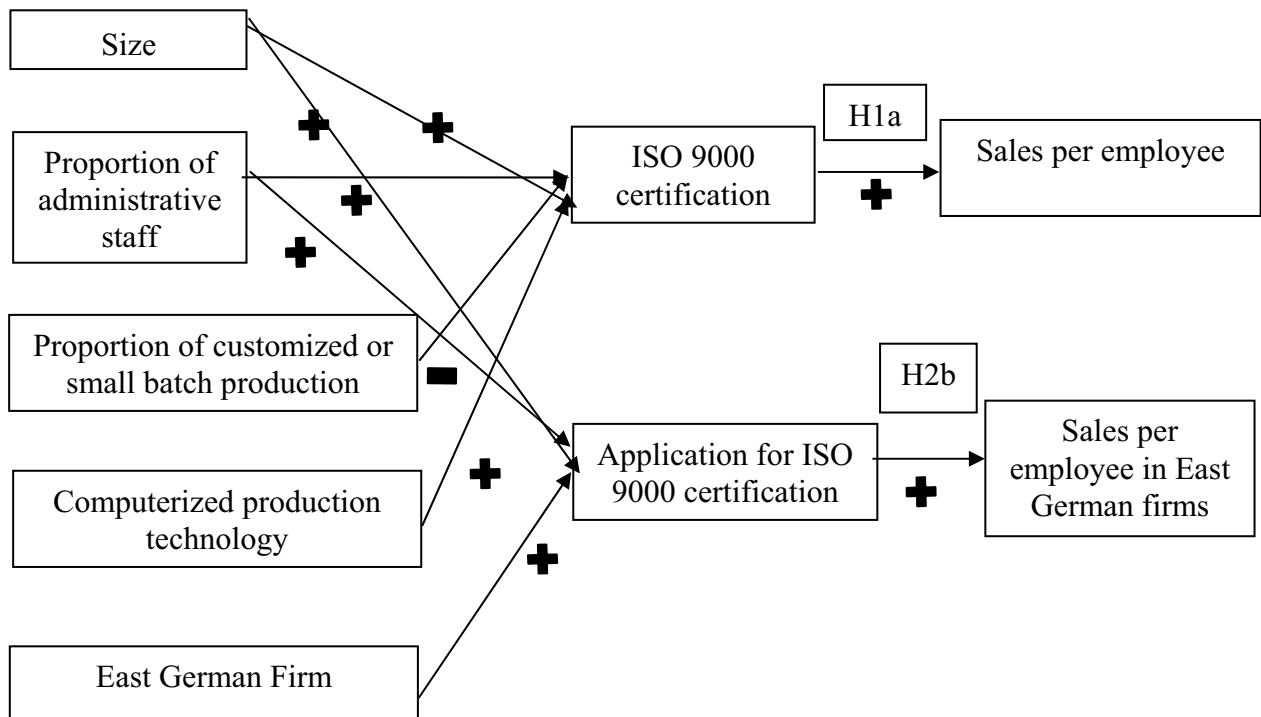 Size
Proportion of
administrative
staff
Proportion of customized or
small batch production
Computerized production
technology
East German Firm
ISO 9000
certification
Application for ISO
9000 certification
H1a
Sales per employee
H2b
Sales per
employee in East
German firms